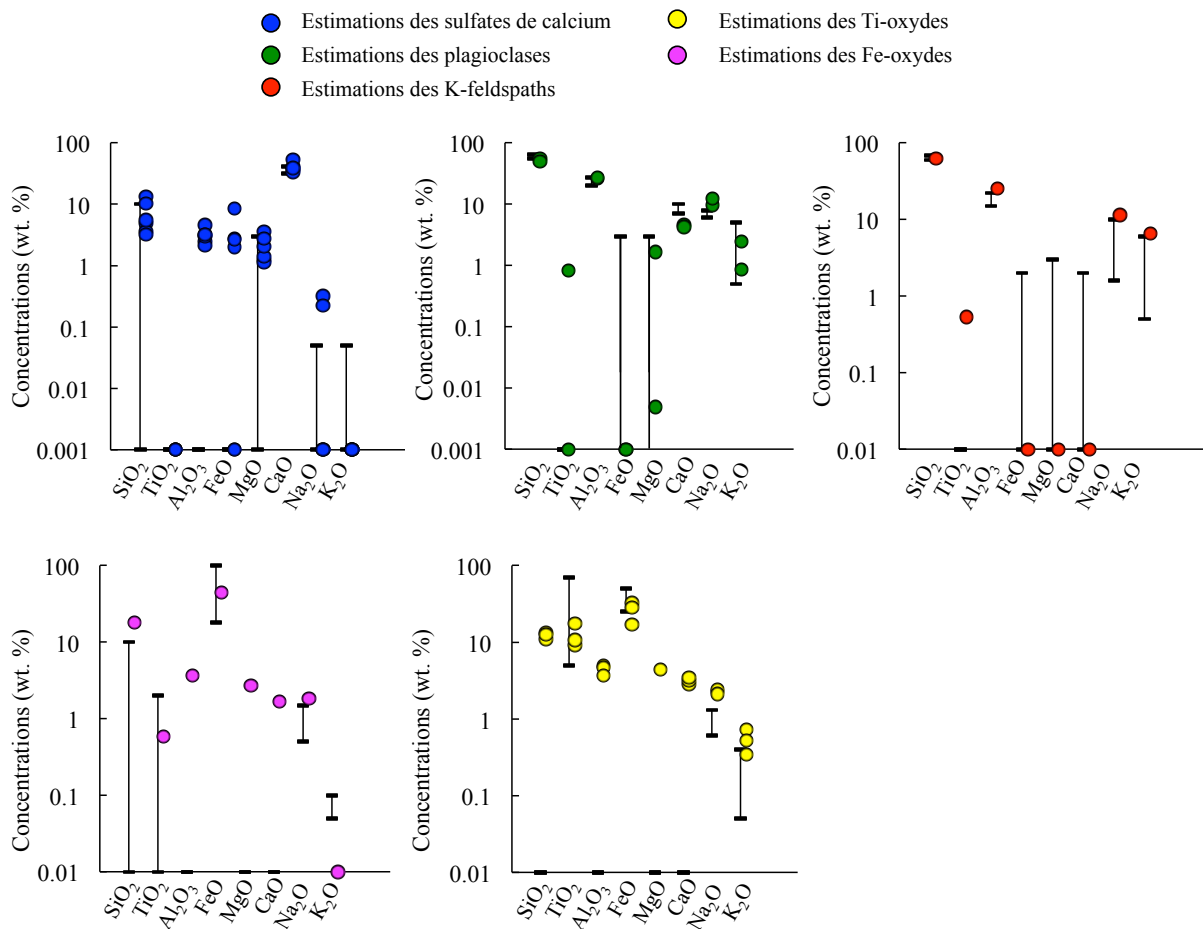 Estimations des sulfates de calcium
Estimations des plagioclases
Estimations des K-feldspaths
Estimations des Ti-oxydes
Estimations des Fe-oxydes
Concentrations (wt. %)
100
10
1
0.1
0.01
0.001
SiO₂
TiO₂
Al₂O₃
FeO
MgO
CaO
Na₂O
K₂O
Concentrations (wt. %)
100
10
1
0.1
0.01
0.001
SiO₂
TiO₂
Al₂O₃
FeO
MgO
CaO
Na₂O
K₂O
Concentrations (wt. %)
100
10
1
0.1
0.01
SiO₂
TiO₂
Al₂O₃
FeO
MgO
CaO
Na₂O
K₂O
Concentrations (wt. %)
100
10
1
0.1
0.01
SiO₂
TiO₂
Al₂O₃
FeO
MgO
CaO
Na₂O
K₂O
Concentrations (wt. %)
100
10
1
0.1
0.01
SiO₂
TiO₂
Al₂O₃
FeO
MgO
CaO
Na₂O
K₂O